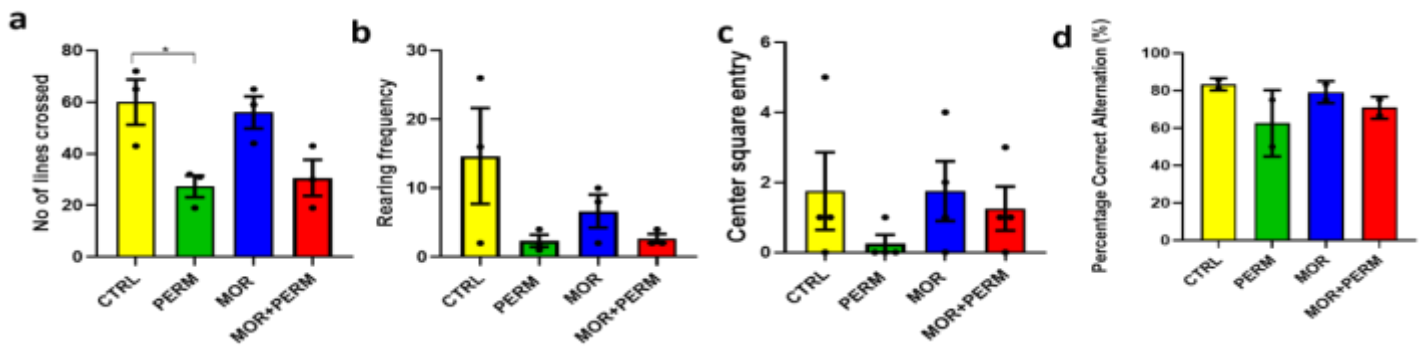 a
No of lines crossed
80
60
40
20
0
*
CTRL
PERM
MOR
MOR+PERM
b
Rearing frequency
30
20
10
0
CTRL
PERM
MOR
MOR+PERM
c
Center square entry
6
4
2
0
CTRL
PERM
MOR
MOR+PERM
d
Percentage Correct Alternation (%)
100
80
60
40
20
0
CTRL
PERM
MOR
MOR+PERM